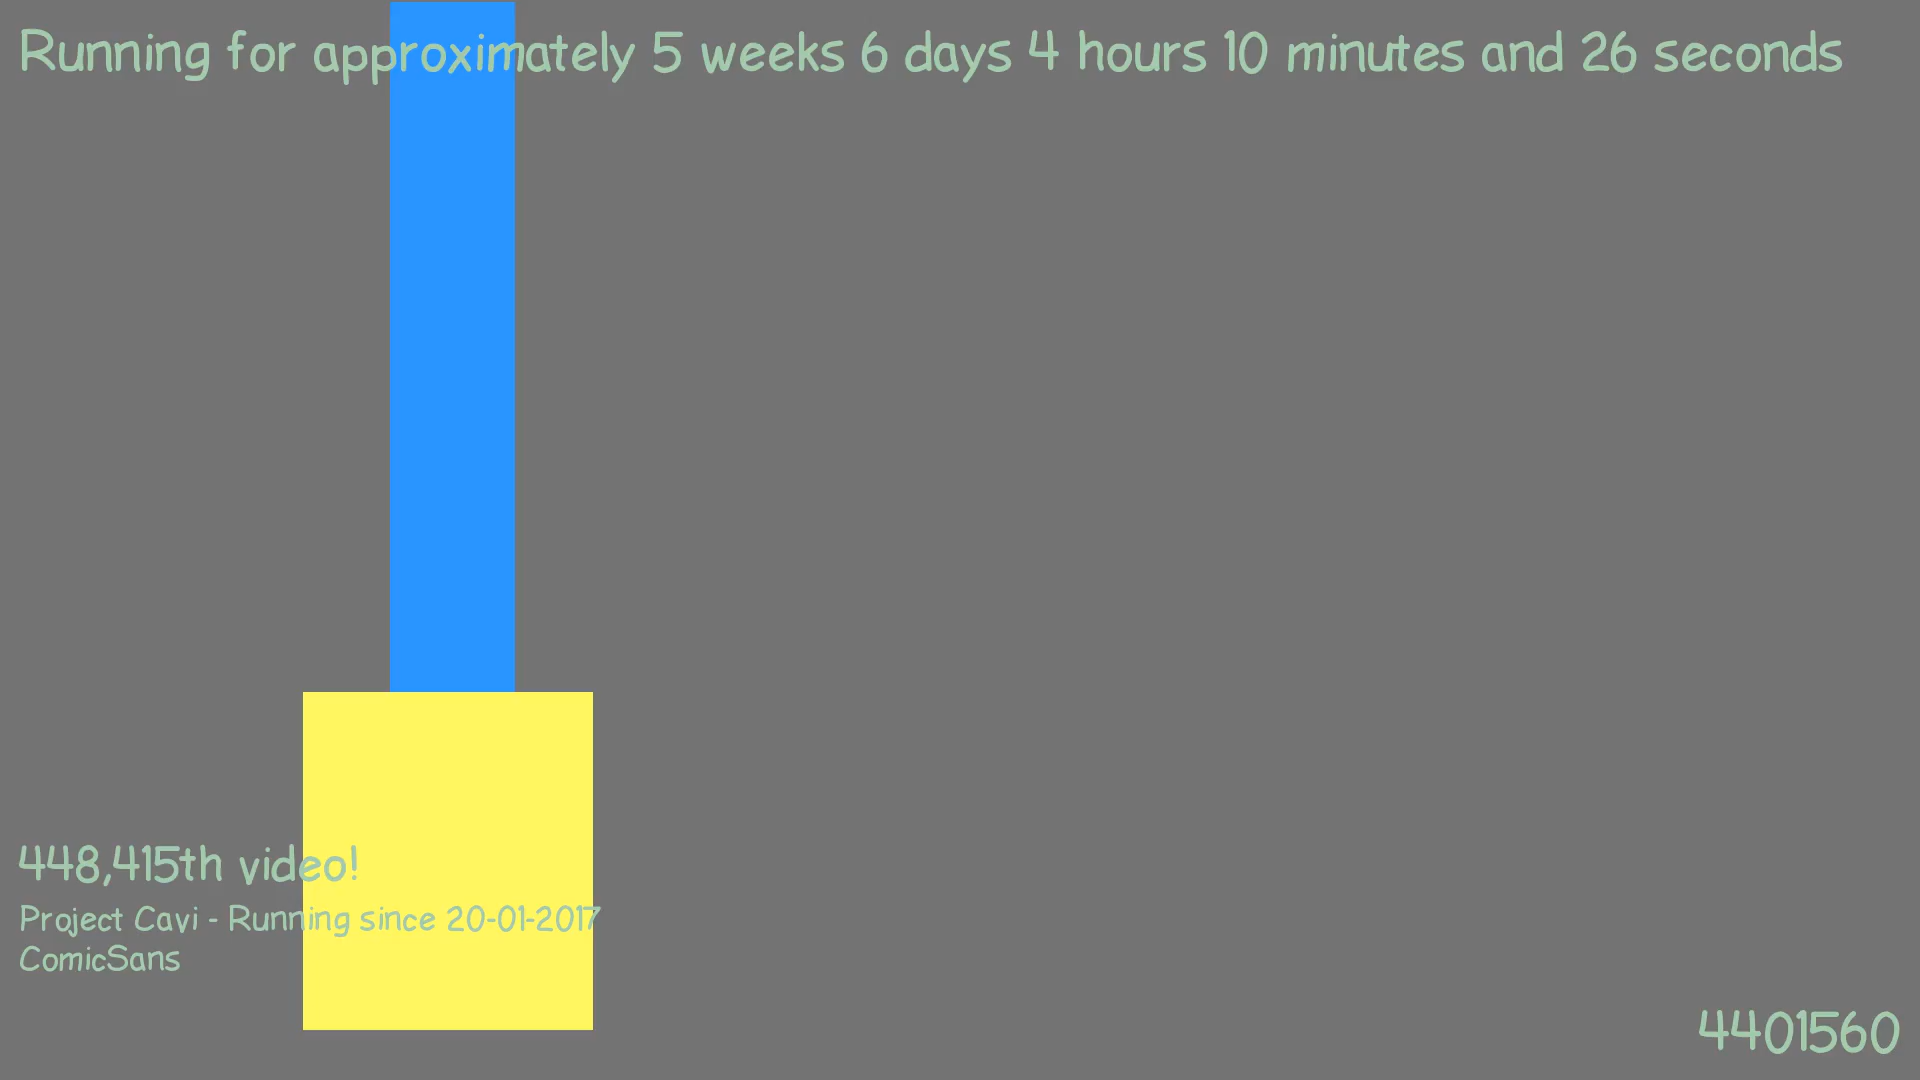 Running for approximately 5 weeks 6 days 4 hours 10 minutes and 26 seconds
448,415th video!
Project Cavi - Running since 20-01-2017
ComicSans
4401560